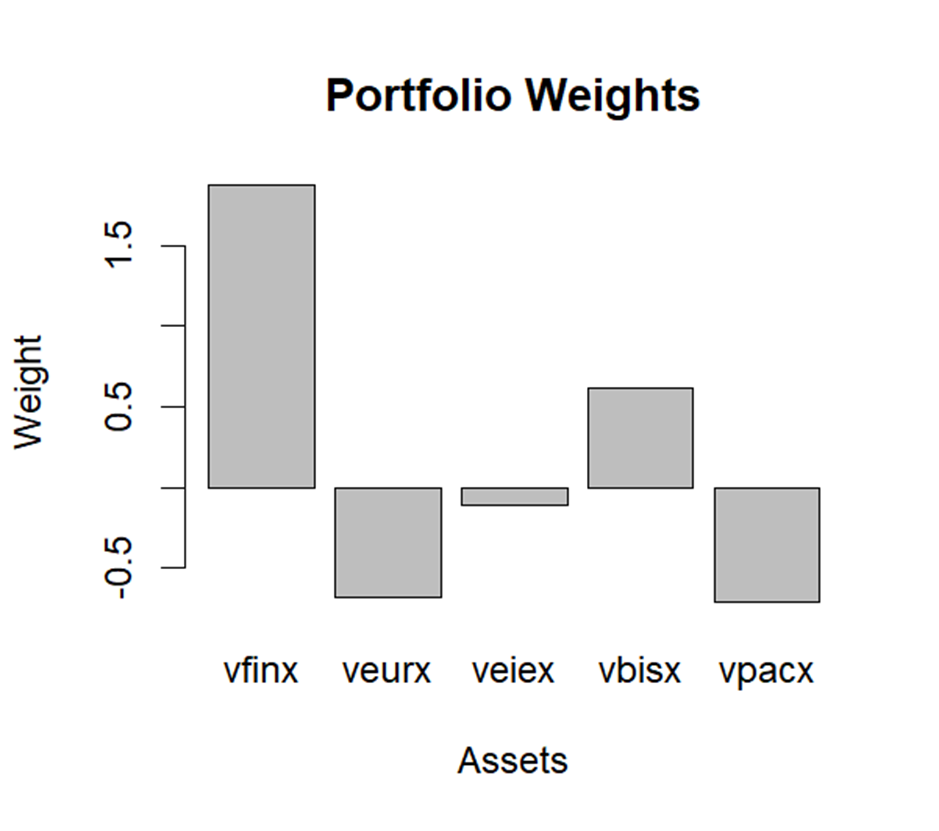 Portfolio Weights
Weight
1.5
0.5
-0.5
vfinx veurx veiex vbisx vpacx
Assets